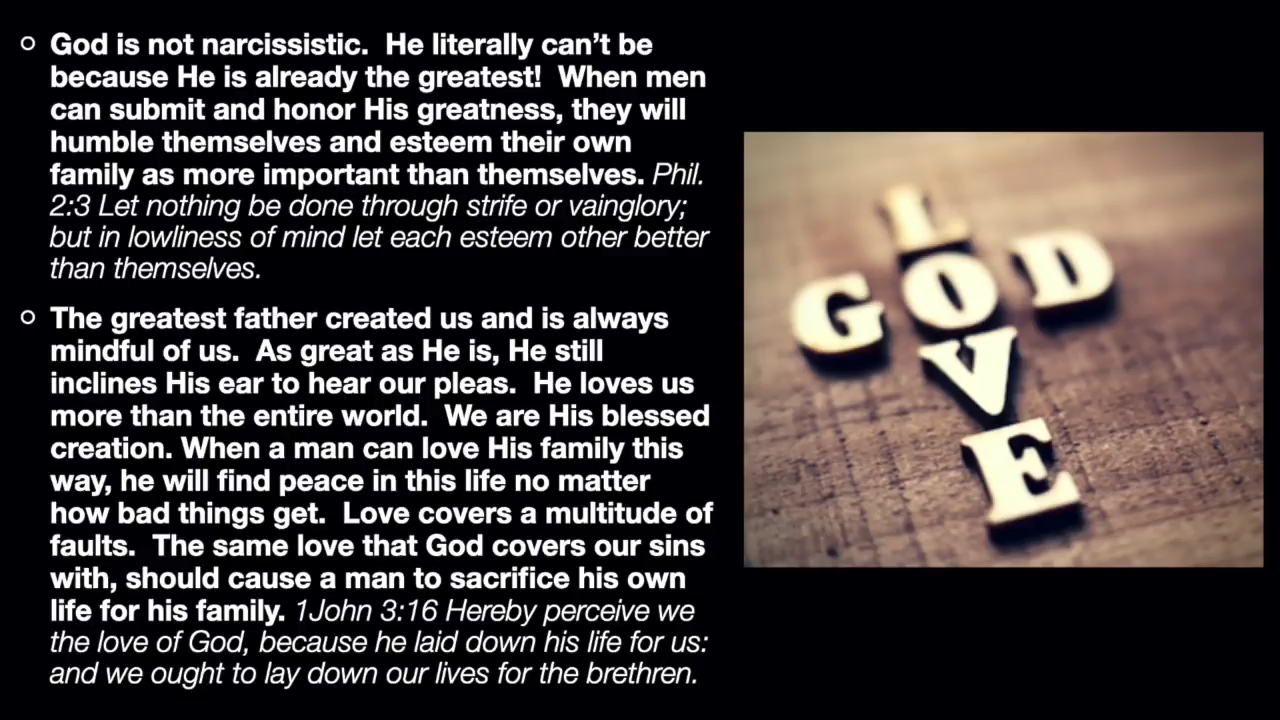 God is not narcissistic.  He literally can’t be
because He is already the greatest!  When men
can submit and honor His greatness, they will
humble themselves and esteem their own
family as more important than themselves. Phil.
2:3 Let nothing be done through strife or vainglory;
but in lowliness of mind let each esteem other better
than themselves.
The greatest father created us and is always
mindful of us.  As great as He is, He still
inclines His ear to hear our pleas.  He loves us
more than the entire world.  We are His blessed
creation. When a man can love His family this
way, he will find peace in this life no matter
how bad things get.  Love covers a multitude of
faults.  The same love that God covers our sins
with, should cause a man to sacrifice his own
life for his family. 1John 3:16 Hereby perceive we
the love of God, because he laid down his life for us:
and we ought to lay down our lives for the brethren.
GOD
LOVE